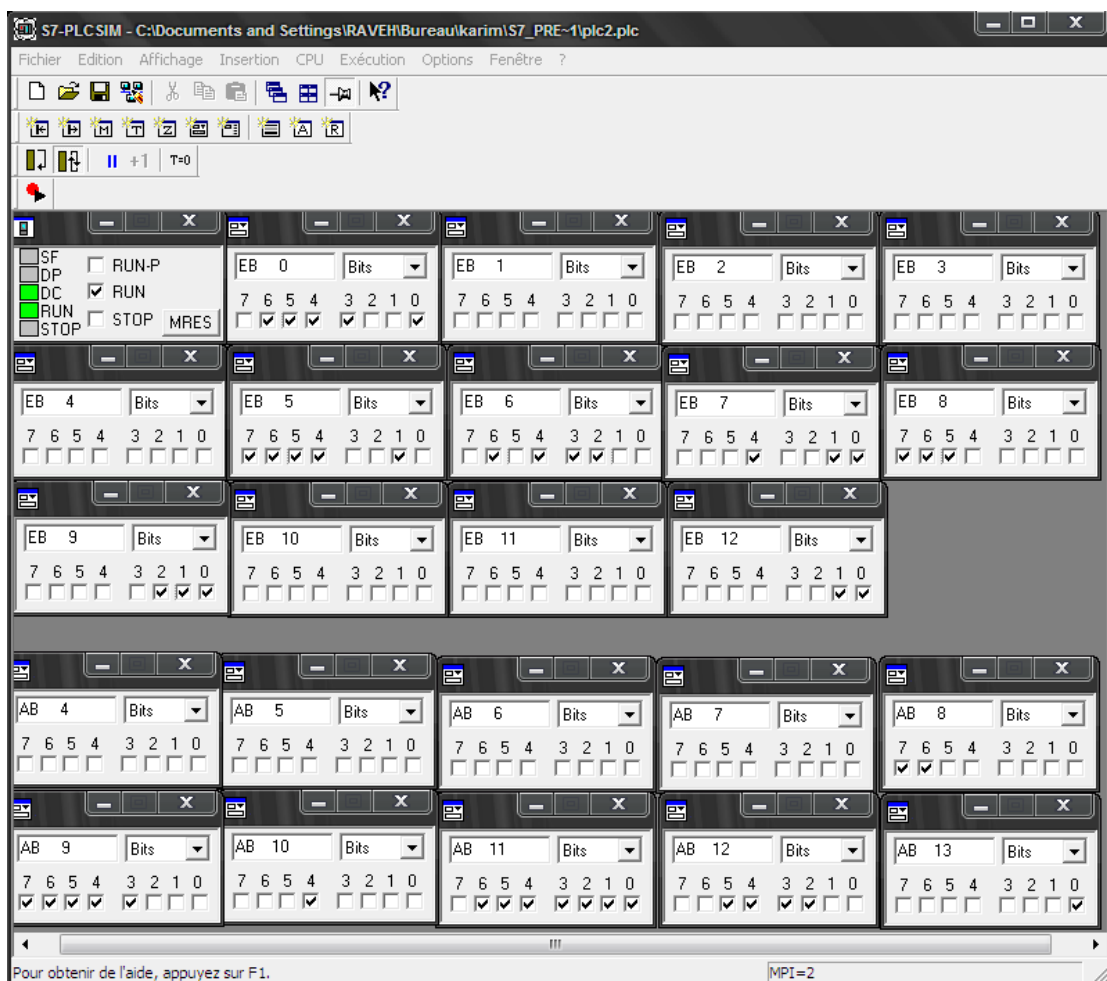 S7-PLCSIM - C:\Documents and Settings\RAVEH\Bureau\karim\S7_PRE~1\plc2.plc
Fichier Edition Affichage Insertion CPU Exécution Options Fenêtre ?
+1 T=0
SF
DP
DC
RUN
STOP
RUN-P
RUN
STOP MRES
EB 0 Bits
7 6 5 4 3 2 1 0
EB 1 Bits
7 6 5 4 3 2 1 0
EB 2 Bits
7 6 5 4 3 2 1 0
EB 3 Bits
7 6 5 4 3 2 1 0
EB 4 Bits
7 6 5 4 3 2 1 0
EB 5 Bits
7 6 5 4 3 2 1 0
EB 6 Bits
7 6 5 4 3 2 1 0
EB 7 Bits
7 6 5 4 3 2 1 0
EB 8 Bits
7 6 5 4 3 2 1 0
EB 9 Bits
7 6 5 4 3 2 1 0
EB 10 Bits
7 6 5 4 3 2 1 0
EB 11 Bits
7 6 5 4 3 2 1 0
EB 12 Bits
7 6 5 4 3 2 1 0
AB 4 Bits
7 6 5 4 3 2 1 0
AB 5 Bits
7 6 5 4 3 2 1 0
AB 6 Bits
7 6 5 4 3 2 1 0
AB 7 Bits
7 6 5 4 3 2 1 0
AB 8 Bits
7 6 5 4 3 2 1 0
AB 9 Bits
7 6 5 4 3 2 1 0
AB 10 Bits
7 6 5 4 3 2 1 0
AB 11 Bits
7 6 5 4 3 2 1 0
AB 12 Bits
7 6 5 4 3 2 1 0
AB 13 Bits
7 6 5 4 3 2 1 0
Pour obtenir de l'aide, appuyez sur F1.
MPI=2